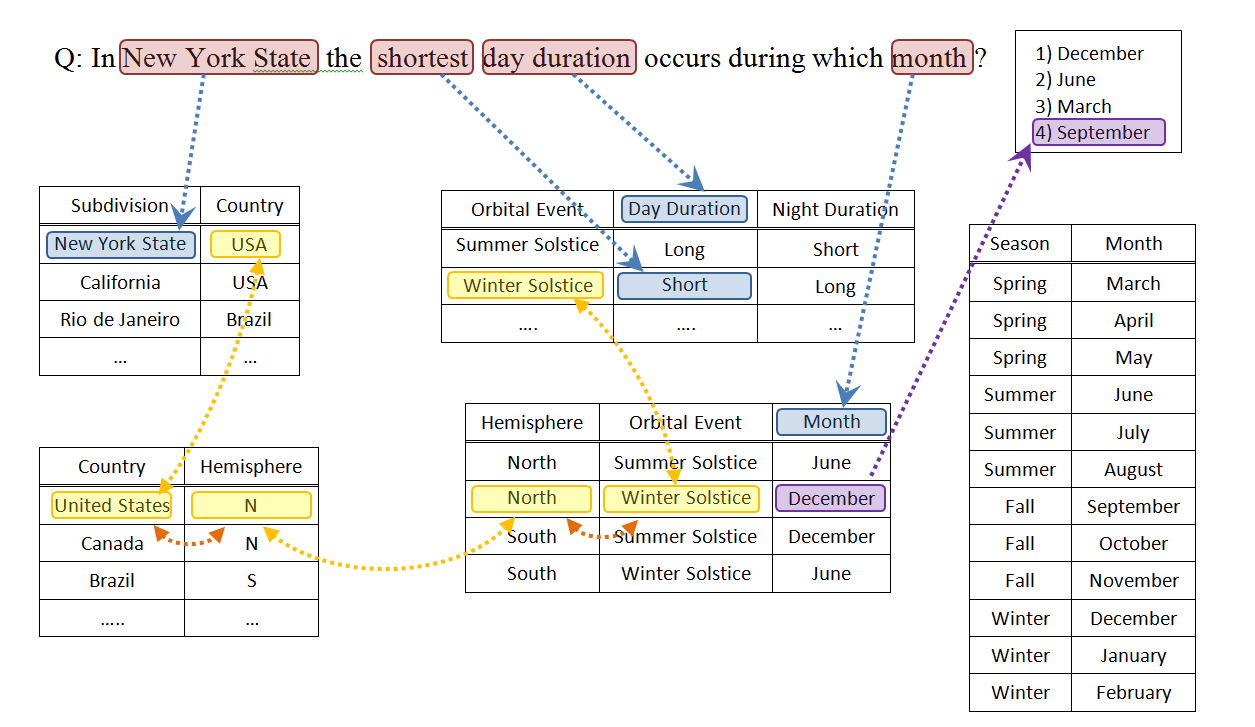 Q: In New York State the shortest day duration occurs during which month ?
1) December
2) June
3) March
4) September
Subdivision Country
New York State USA
California USA
Rio de Janeiro Brazil
... ...
Orbital Event Day Duration Night Duration
Summer Solstice Long Short
Winter Solstice Short Long
.... .... ...
Country Hemisphere
United States N
Canada N
Brazil S
..... ...
Hemisphere Orbital Event Month
North Summer Solstice June
North Winter Solstice December
South Summer Solstice December
South Winter Solstice June
Season Month
Spring March
Spring April
Spring May
Summer June
Summer July
Summer August
Fall September
Fall October
Fall November
Winter December
Winter January
Winter February